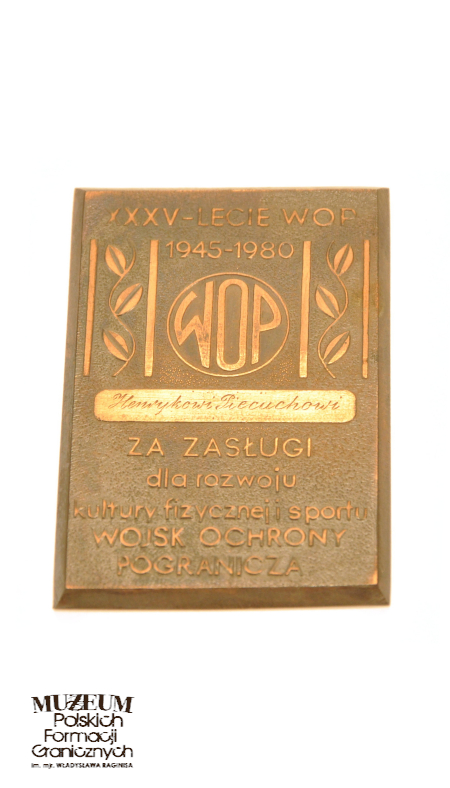 XXXV-LECIE WOP
1945-1980
WOP
Henrykowi Piecuchowi
ZA ZASŁUGI
dla rozwoju
kultury fizycznej i sportu
WOJSK OCHRONY
POGRANICZA
MUZEUM
Polskich
Formacji
Granicznych
im. mjr. WŁADYSŁAWA RAGINISA